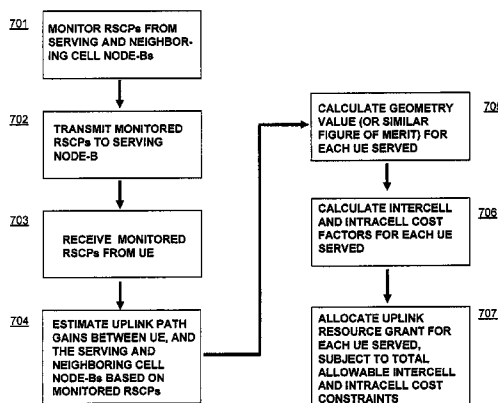 701
MONITOR RSCPs FROM
SERVING AND NEIGHBOR-
ING CELL NODE-Bs
702
TRANSMIT MONITORED
RSCPs TO SERVING
NODE-B
703
RECEIVE MONITORED
RSCPs FROM UE
704
ESTIMATE UPLINK PATH
GAINS BETWEEN UE, AND
THE SERVING AND
NEIGHBORING CELL
NODE-Bs BASED ON
MONITORED RSCPs
705
CALCULATE GEOMETRY
VALUE (OR SIMILAR
FIGURE OF MERIT) FOR
EACH UE SERVED
706
CALCULATE INTERCELL
AND INTRACELL COST
FACTORS FOR EACH UE
SERVED
707
ALLOCATE UPLINK
RESOURCE GRANT FOR
EACH UE SERVED,
SUBJECT TO TOTAL
ALLOWABLE INTERCELL
AND INTRACELL COST
CONSTRAINTS